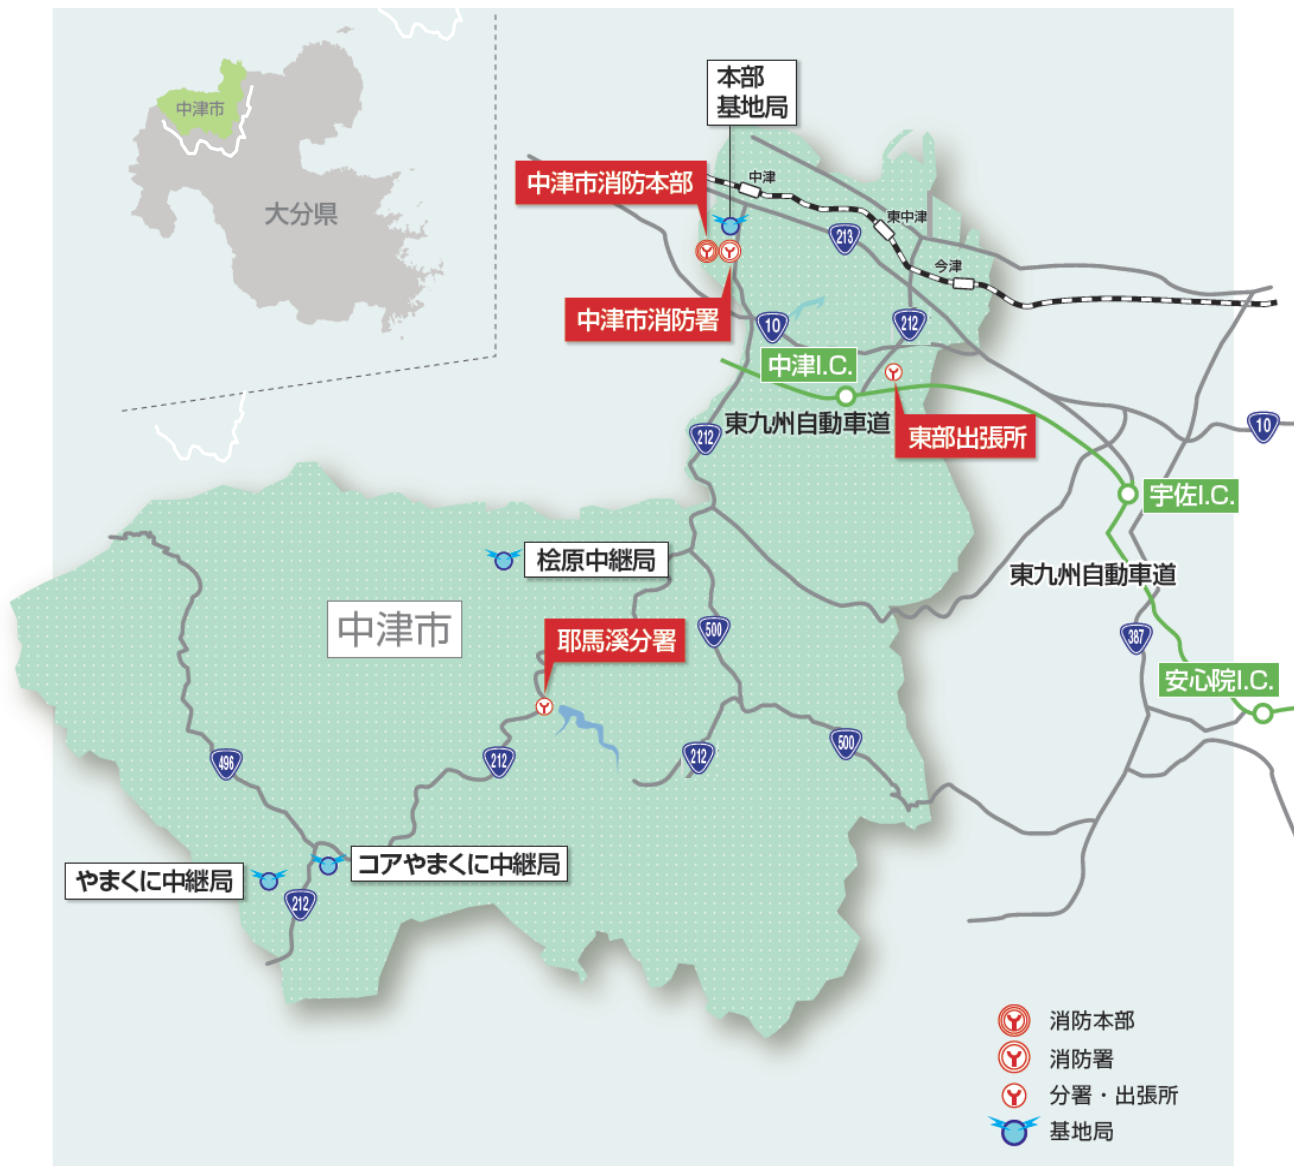 中津市
大分県
本部
基地局
中津市消防本部
中津
東中津
213
今津
中津市消防署
10
212
中津I.C.
東九州自動車道
東部出張所
212
10
宇佐I.C.
桧原中継局
東九州自動車道
中津市
耶馬溪分署
500
387
安心院I.C.
496
212
212
500
やまくに中継局
コアやまくに中継局
212
消防本部
消防署
分署・出張所
基地局